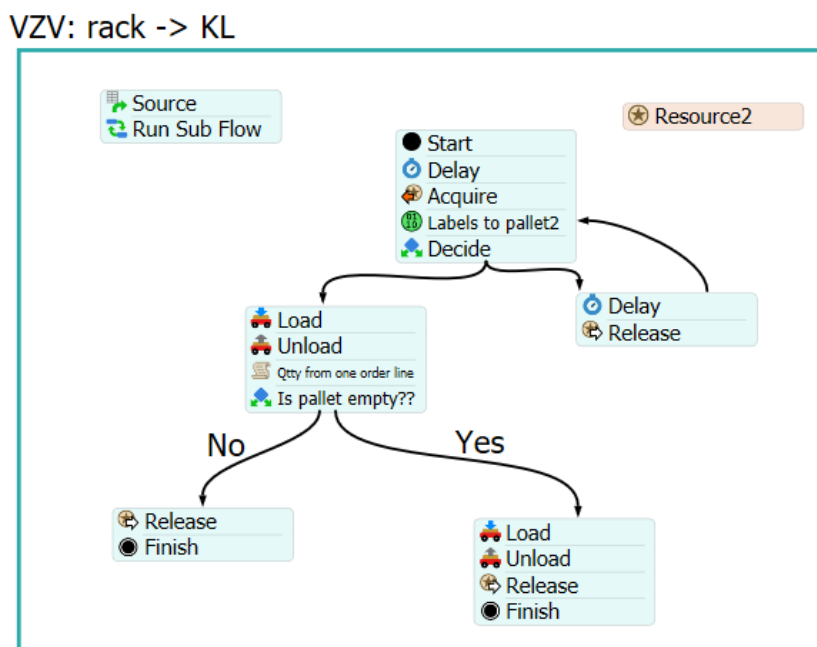 VZV: rack -> KL
Source
Run Sub Flow
Resource2
Start
Delay
Acquire
Labels to pallet2
Decide
Delay
Release
Load
Unload
Qtty from one order line
Is pallet empty??
No
Yes
Release
Finish
Load
Unload
Release
Finish